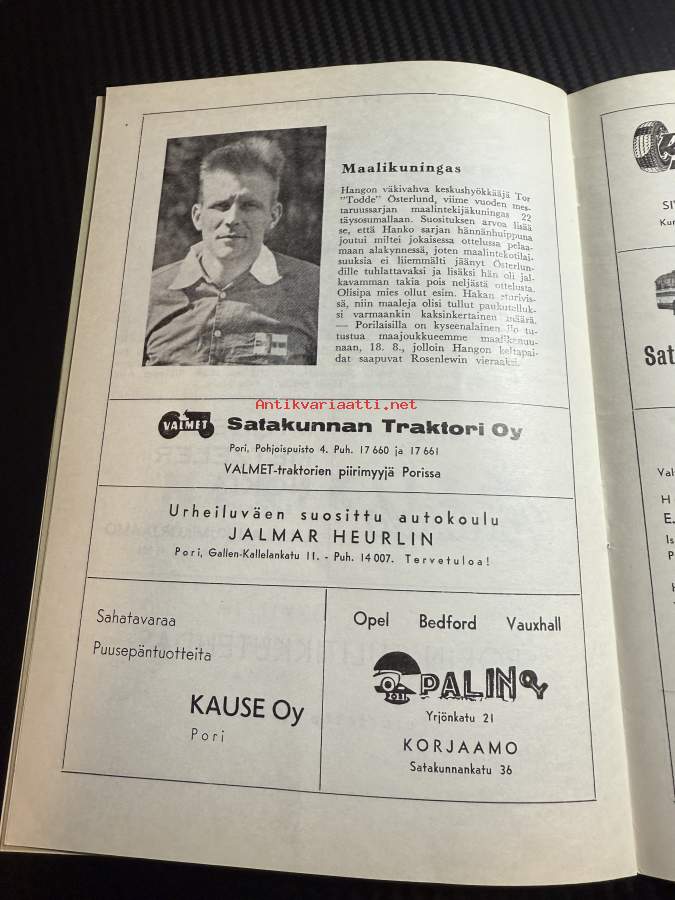 Maalikuningas
Hangon väkivahva keskushyökkääjä Tor
"Todde" Österlund, viime vuoden mes-
taruussarjan maalintekijäkuningas 22
täysosumallaan. Suosituksen arvoa lisää
se, että Hanko sarjan hännänhuippuna
joutui miltei jokaisessa ottelussa pelaa-
maan alakynnessä, joten maalintekotilai-
suuksia ei liiemmälti jäänyt Österlun-
dille tuhlattavaksi ja lisäksi hän oli jal-
kavamman takia pois neljästä ottelusta.
Olisipa mies ollut esim. Hakan
sä, niin maaleja olisi tullut paukutelluk-
si varmaankin kaksinkertainen määrä.
— Porilaisilla on kyseenalainen ilo tu-
tustua maajoukkueemme maalikuninu-
naan, 18. 8., jolloin Hangon keltapai-
dat saapuvat Rosenlewin vieraaksi.
Antikvariaatti.net
VALMET Satakunnan Traktori Oy
Pori, Pohjoispuisto 4. Puh. 17 660 ja 17 661
VALMET-traktorien piirimyyjä Porissa
Urheiluväen suosittu autokoulu
JALMAR HEURLIN
Pori, Gallen-Kallelankatu 11. - Puh. 14 007. Tervetuloa!
Sahatavaraa
Puusepäntuotteita
KAUSE Oy
Pori
Opel Bedford Vauxhall
PALIN OY
Yrjönkatu 21
KORJAAMO
Satakunnankatu 36
Sat